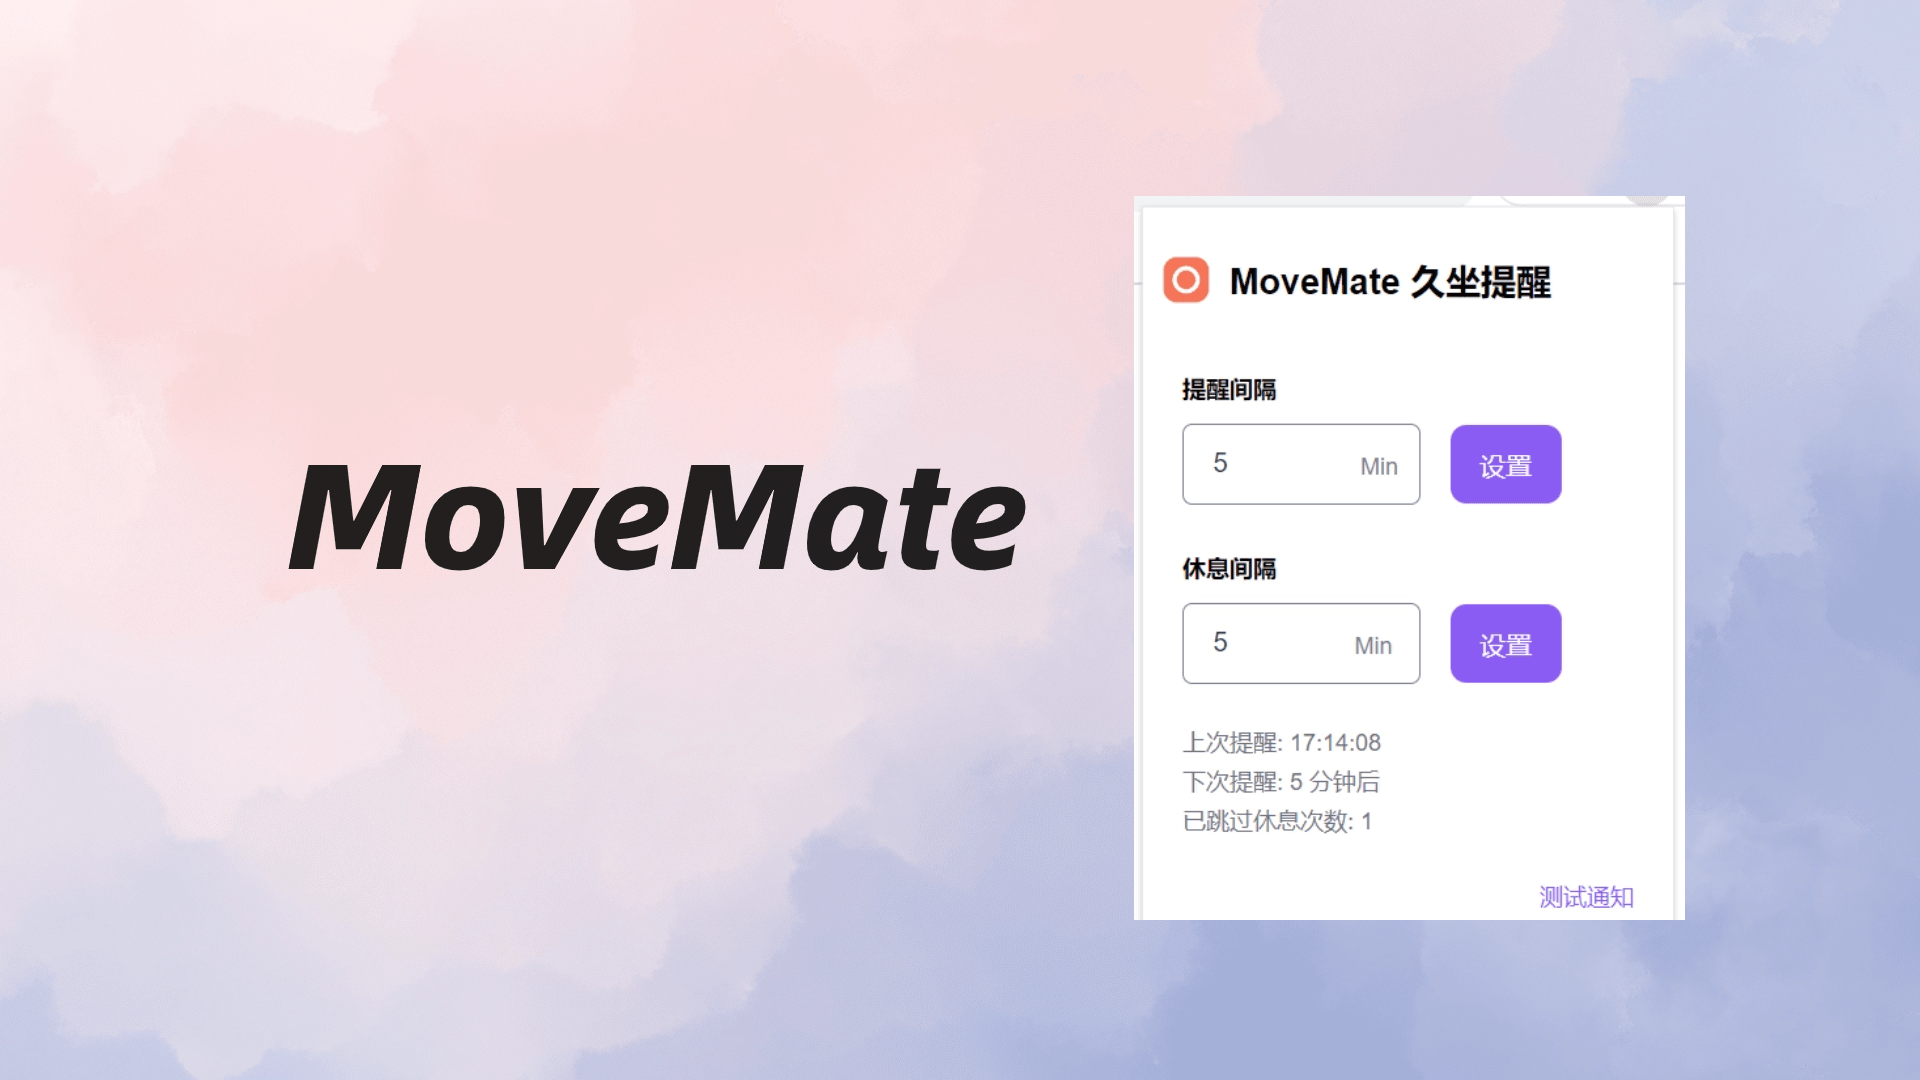 MoveMate
MoveMate 久坐提醒
提醒间隔
5 Min 设置
休息间隔
5 Min 设置
上次提醒: 17:14:08
下次提醒: 5 分钟后
已跳过休息次数: 1
测试通知